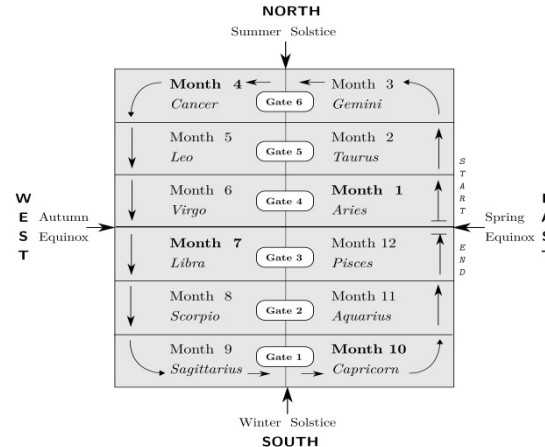 NORTH
Summer Solstice
Month 4
Cancer
Gate 6
Month 3
Gemini
Month 5
Leo
Gate 5
Month 2
Taurus
Month 6
Virgo
Gate 4
Month 1
Aries
START
WEST
Autumn
Equinox
Spring
Equinox
Month 7
Libra
Gate 3
Month 12
Pisces
END
Month 8
Scorpio
Gate 2
Month 11
Aquarius
Month 9
Sagittarius
Gate 1
Month 10
Capricorn
Winter Solstice
SOUTH